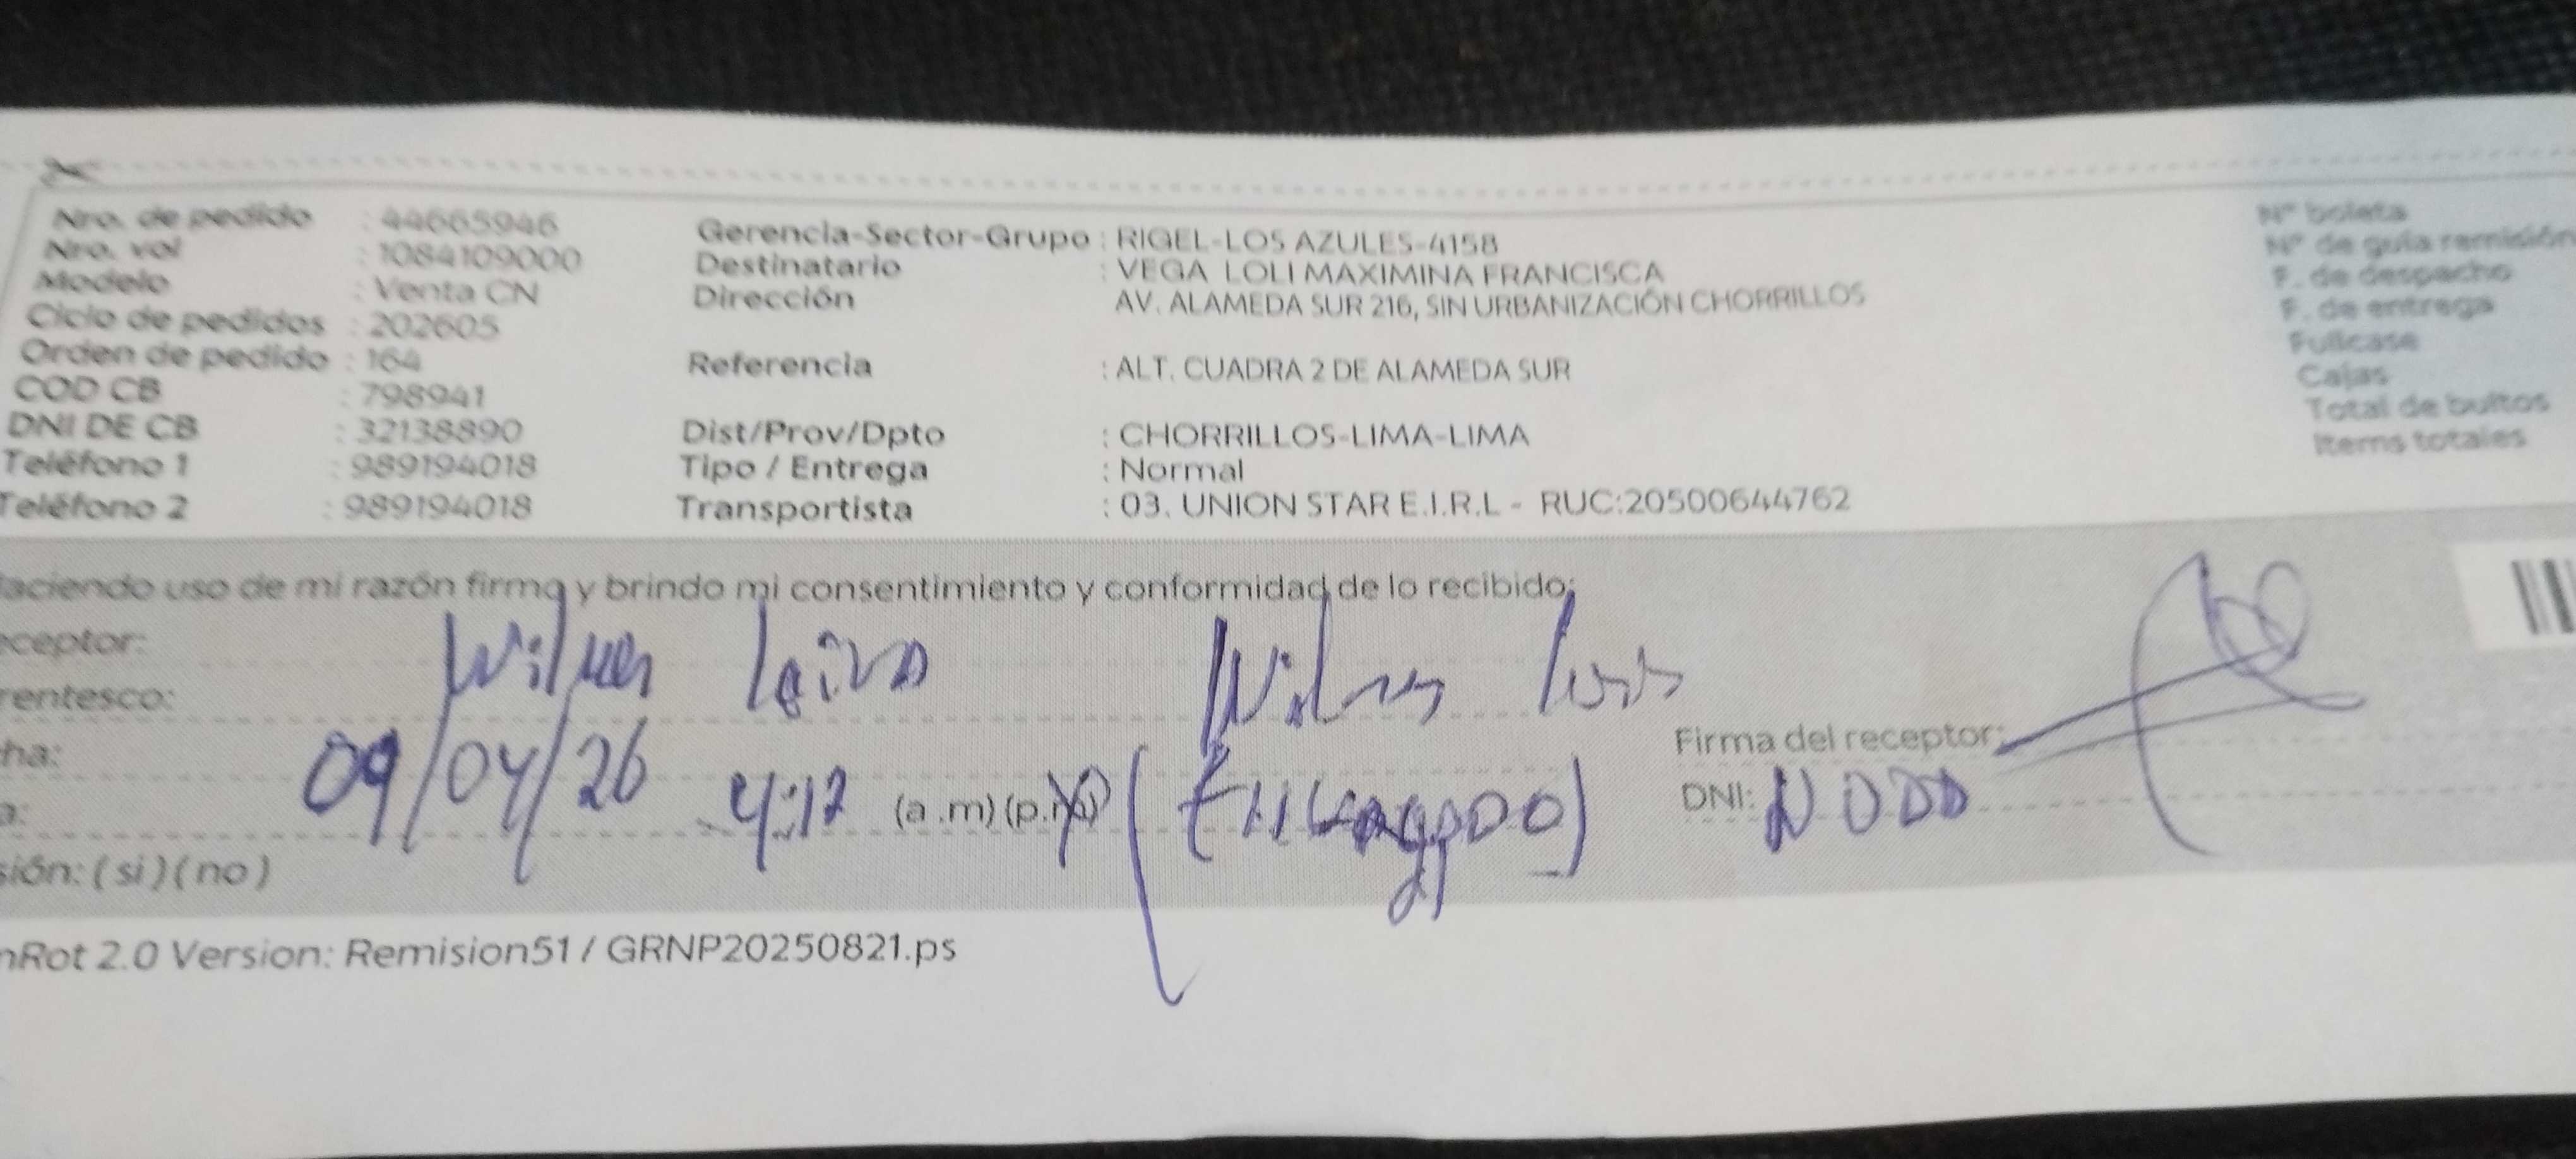 Nro. de pedido : 44665946
Nro. vol : 1084109000
Modelo : Venta CN
Ciclo de pedidos : 202605
Orden de pedido : 164
COD CB : 798941
DNI DE CB : 32138890
Teléfono 1 : 989194018
Teléfono 2 : 989194018
Gerencia-Sector-Grupo : RIGEL-LOS AZULES-4158
Destinatario : VEGA LOLI MAXIMINA FRANCISCA
Dirección AV. ALAMEDA SUR 216, SIN URBANIZACIÓN CHORRILLOS
Referencia : ALT. CUADRA 2 DE ALAMEDA SUR
Dist/Prov/Dpto : CHORRILLOS-LIMA-LIMA
Tipo / Entrega : Normal
Transportista : 03. UNION STAR E.I.R.L - RUC:20500644762
N° boleta
N° de guia remisión
F. de despacho
F. de entrega
Fullcase
Cajas
Total de bultos
Items totales
aciendo uso de mi razón firmo y brindo mi consentimiento y conformidad de lo recibido:
eceptor:
rentesco:
ha: 09/04/26
a: 4:12 (a .m) (p.m)
Firma del receptor:
DNI:
sión: ( si ) ( no )
nRot 2.0 Version: Remision51 / GRNP20250821.ps